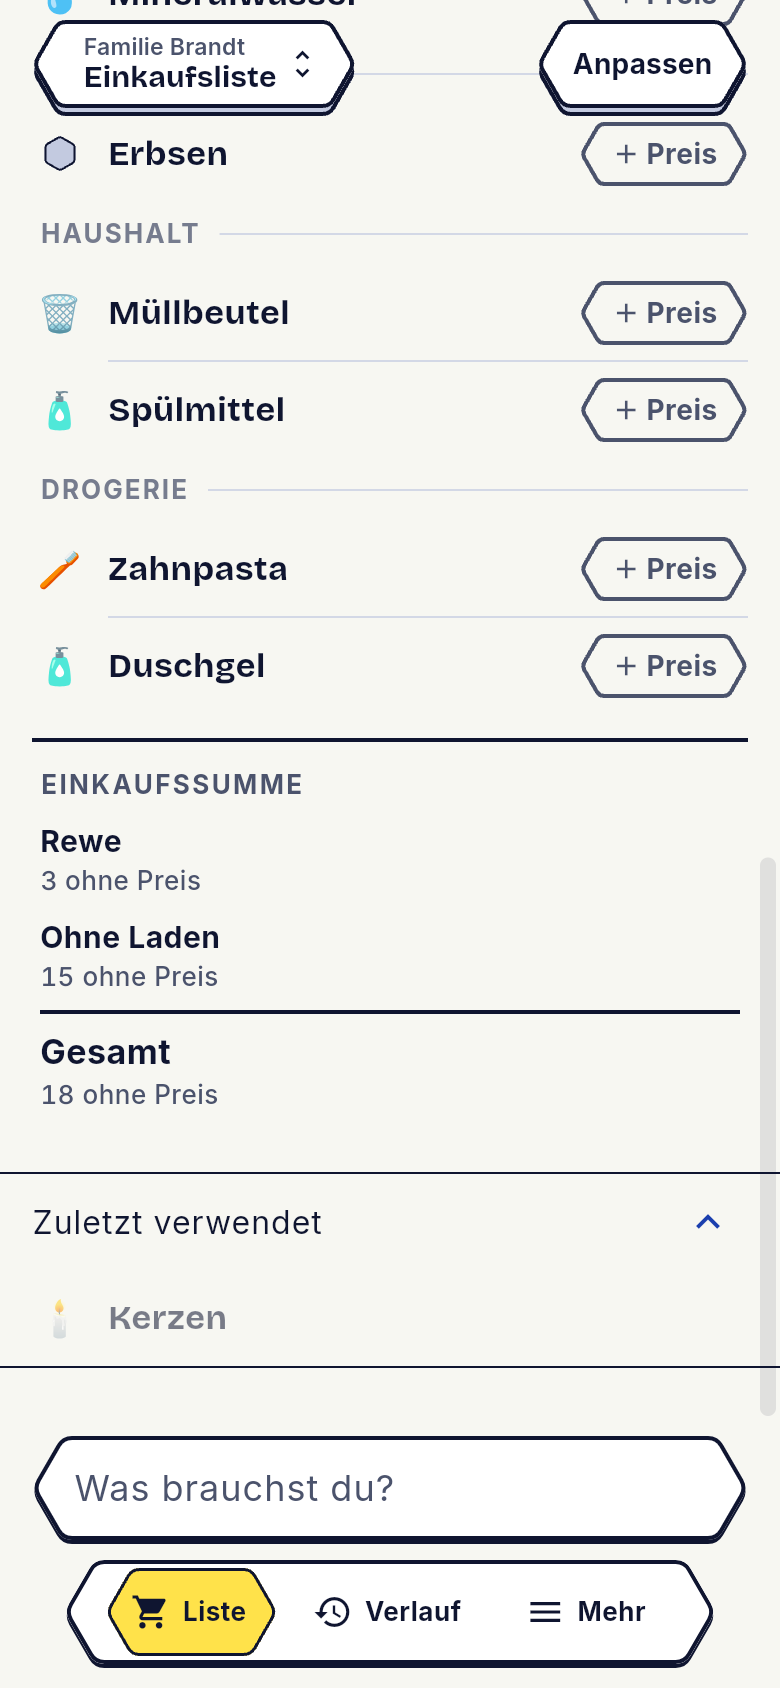 Mineralwasser
+ Preis
Familie Brandt
Einkaufsliste
Anpassen
Erbsen
+ Preis
HAUSHALT
Müllbeutel
+ Preis
Spülmittel
+ Preis
DROGERIE
Zahnpasta
+ Preis
Duschgel
+ Preis
EINKAUFSSUMME
Rewe
3 ohne Preis
Ohne Laden
15 ohne Preis
Gesamt
18 ohne Preis
Zuletzt verwendet
Kerzen
Was brauchst du?
Liste
Verlauf
Mehr